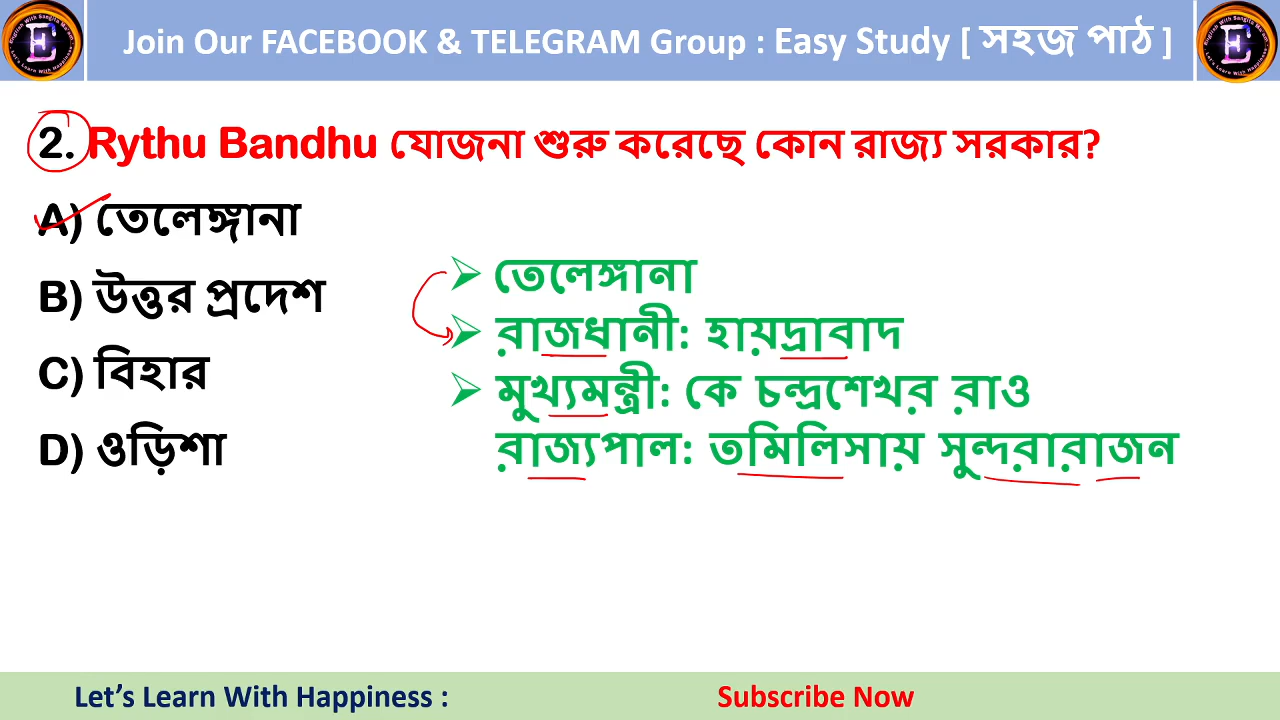 Join Our FACEBOOK & TELEGRAM Group : Easy Study [ সহজ পাঠ ]
2. Rythu Bandhu যোজনা শুরু করেছে কোন রাজ্য সরকার?
A) তেলেঙ্গানা
B) উত্তর প্রদেশ
C) বিহার
D) ওড়িশা
➢ তেলেঙ্গানা
➢ রাজধানী: হায়দ্রাবাদ
➢ মুখ্যমন্ত্রী: কে চন্দ্রশেখর রাও
রাজ্যপাল: তমিলিসায় সুন্দরারাজন
Let's Learn With Happiness :
Subscribe Now